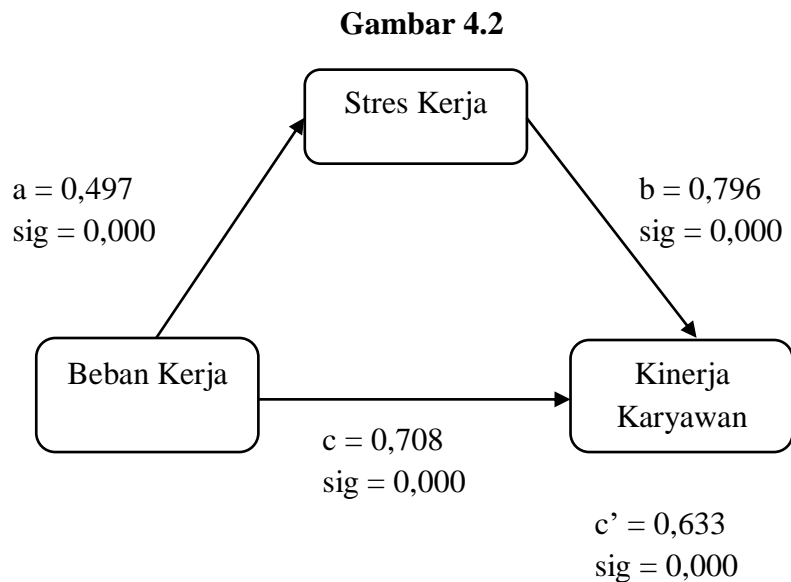 Gambar 4.2
Stres Kerja
a = 0,497
sig = 0,000
b = 0,796
sig = 0,000
Beban Kerja
Kinerja
Karyawan
c = 0,708
sig = 0,000
c’ = 0,633
sig = 0,000